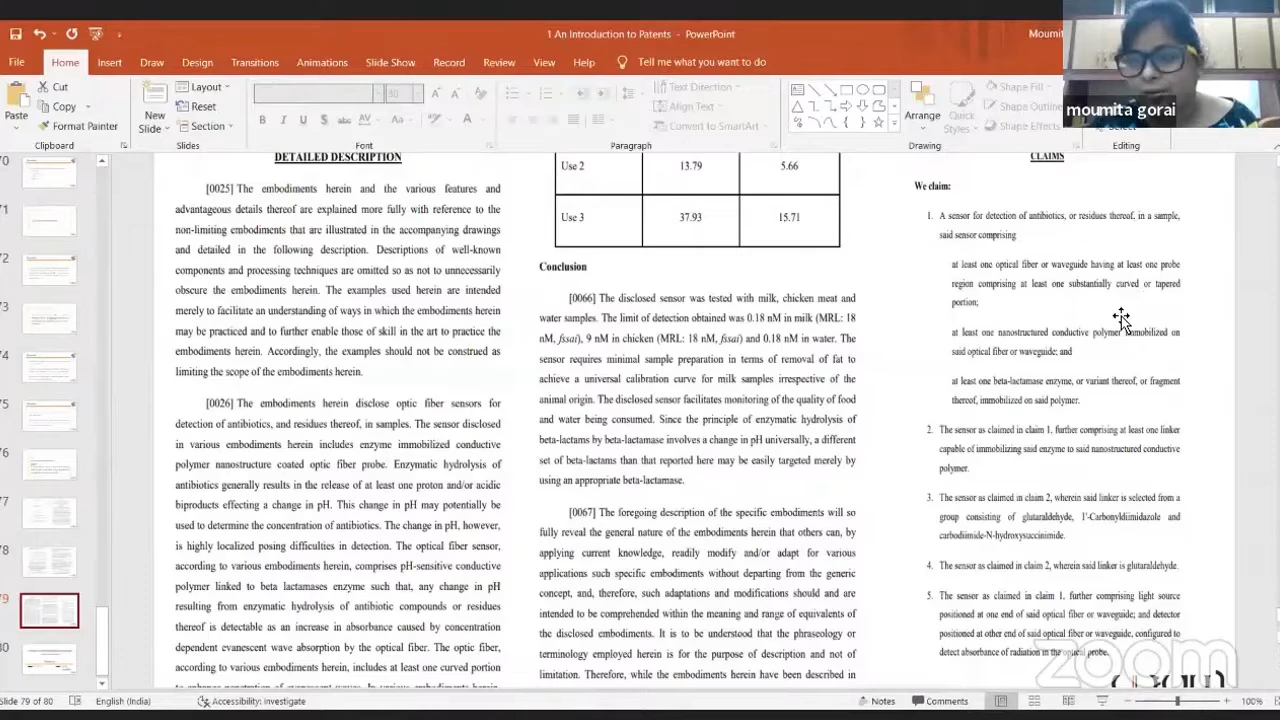 1 An Introduction to Patents - PowerPoint
File Home Insert Draw Design Transitions Animations Slide Show Record Review View Help Tell me what you want to do
moumita gorai
Paste
Cut
Copy
Format Painter
Clipboard
New Slide
Layout
Reset
Section
Slides
80
Font
Paragraph
Text Direction
Align Text
Convert to SmartArt
Arrange
Quick Styles
Shape Fill
Shape Outline
Drawing
Select
Editing
DETAILED DESCRIPTION
[0025] The embodiments herein and the various features and
advantageous details thereof are explained more fully with reference to the
non-limiting embodiments that are illustrated in the accompanying drawings
and detailed in the following description. Descriptions of well-known
components and processing techniques are omitted so as not to unnecessarily
obscure the embodiments herein. The examples used herein are intended
merely to facilitate an understanding of ways in which the embodiments herein
may be practiced and to further enable those of skill in the art to practice the
embodiments herein. Accordingly, the examples should not be construed as
limiting the scope of the embodiments herein.
[0026] The embodiments herein disclose optic fiber sensors for
detection of antibiotics, and residues thereof, in samples. The sensor disclosed
in various embodiments herein includes enzyme immobilized conductive
polymer nanostructure coated optic fiber probe. Enzymatic hydrolysis of
antibiotics generally results in the release of at least one proton and/or acidic
biproducts effecting a change in pH. This change in pH may potentially be
used to determine the concentration of antibiotics. The change in pH, however,
is highly localized posing difficulties in detection. The optical fiber sensor,
according to various embodiments herein, comprises pH-sensitive conductive
polymer linked to beta lactamases enzyme such that, any change in pH
resulting from enzymatic hydrolysis of antibiotic compounds or residues
thereof is detectable as an increase in absorbance caused by concentration
dependent evanescent wave absorption by the optical fiber. The optic fiber,
according to various embodiments herein, includes at least one curved portion
Use 2 13.79 5.66
Use 3 37.93 15.71
Conclusion
[0066] The disclosed sensor was tested with milk, chicken meat and
water samples. The limit of detection obtained was 0.18 nM in milk (MRL: 18
nM, fssai), 9 nM in chicken (MRL: 18 nM, fssai) and 0.18 nM in water. The
sensor requires minimal sample preparation in terms of removal of fat to
achieve a universal calibration curve for milk samples irrespective of the
animal origin. The disclosed sensor facilitates monitoring of the quality of food
and water being consumed. Since the principle of enzymatic hydrolysis of
beta-lactams by beta-lactamase involves a change in pH universally, a different
set of beta-lactams than that reported here may be easily targeted merely by
using an appropriate beta-lactamase.
[0067] The foregoing description of the specific embodiments will so
fully reveal the general nature of the embodiments herein that others can, by
applying current knowledge, readily modify and/or adapt for various
applications such specific embodiments without departing from the generic
concept, and, therefore, such adaptations and modifications should and are
intended to be comprehended within the meaning and range of equivalents of
the disclosed embodiments. It is to be understood that the phraseology or
terminology employed herein is for the purpose of description and not of
limitation. Therefore, while the embodiments herein have been described in
CLAIMS
We claim:
1. A sensor for detection of antibiotics, or residues thereof, in a sample,
said sensor comprising
at least one optical fiber or waveguide having at least one probe
region comprising at least one substantially curved or tapered
portion;
at least one nanostructured conductive polymer immobilized on
said optical fiber or waveguide; and
at least one beta-lactamase enzyme, or variant thereof, or fragment
thereof, immobilized on said polymer.
2. The sensor as claimed in claim 1, further comprising at least one linker
capable of immobilizing said enzyme to said nanostructured conductive
polymer.
3. The sensor as claimed in claim 2, wherein said linker is selected from a
group consisting of glutaraldehyde, 1'-Carbonyldiimidazole and
carbodiimide-N-hydroxysuccinimide.
4. The sensor as claimed in claim 2, wherein said linker is glutaraldehyde.
5. The sensor as claimed in claim 1, further comprising light source
positioned at one end of said optical fiber or waveguide; and detector
positioned at other end of said optical fiber or waveguide, configured to
detect absorbance of radiation in the optical probe.
zoom
Slide 79 of 80 English (India) Accessibility: Investigate Notes Comments 100%